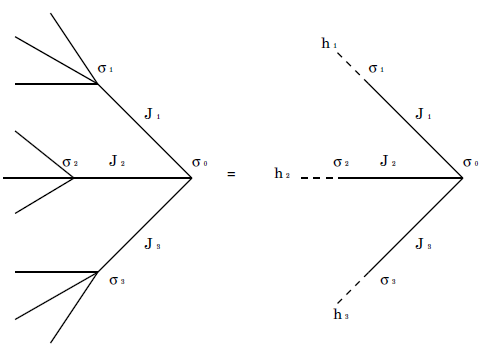 h₁
σ₁ σ₁
J₁ J₁
σ₂ J₂ σ₀ = h₂ σ₂ J₂ σ₀
J₃ J₃
σ₃ σ₃
h₃